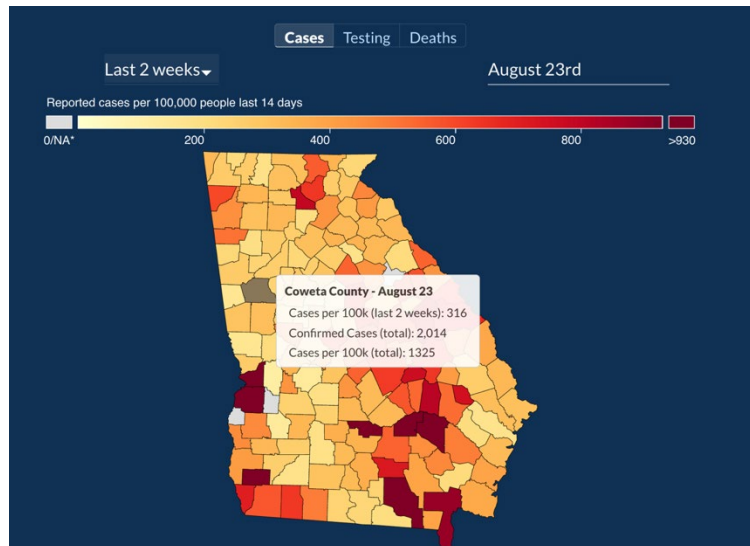 Cases Testing Deaths
Last 2 weeks August 23rd
Reported cases per 100,000 people last 14 days
0/NA* 200 400 600 800 >930
Coweta County - August 23
Cases per 100k (last 2 weeks): 316
Confirmed Cases (total): 2,014
Cases per 100k (total): 1325